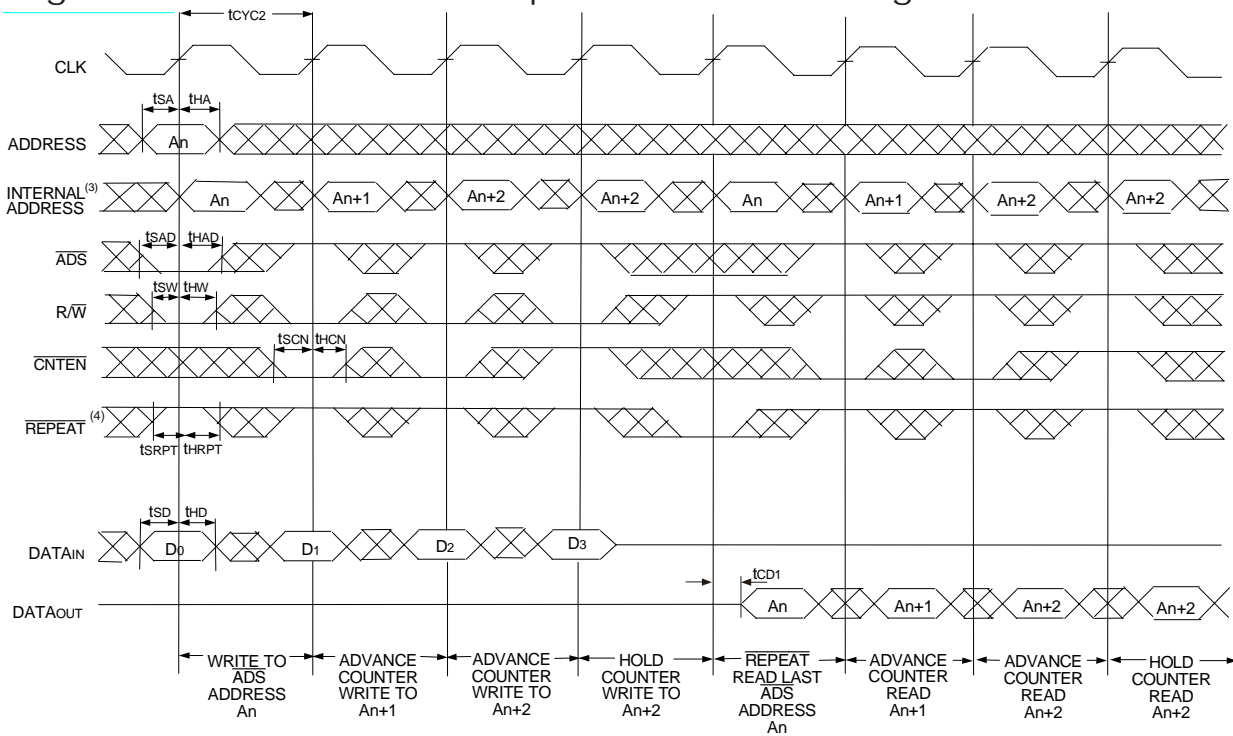 tCYC2
CLK
tSA tHA
ADDRESS An
INTERNAL(3) ADDRESS An An+1 An+2 An+2 An An+1 An+2 An+2
tSAD tHAD
ADS
tSW tHW
R/W
tSCN tHCN
CNTEN
REPEAT (4)
tSRPT tHRPT
tSD tHD
DATAIN D0 D1 D2 D3
tCD1
DATAOUT An An+1 An+2 An+2
WRITE TO
ADS
ADDRESS
An
ADVANCE
COUNTER
WRITE TO
An+1
ADVANCE
COUNTER
WRITE TO
An+2
HOLD
COUNTER
WRITE TO
An+2
REPEAT
READ LAST
ADS
ADDRESS
An
ADVANCE
COUNTER
READ
An+1
ADVANCE
COUNTER
READ
An+2
HOLD
COUNTER
READ
An+2